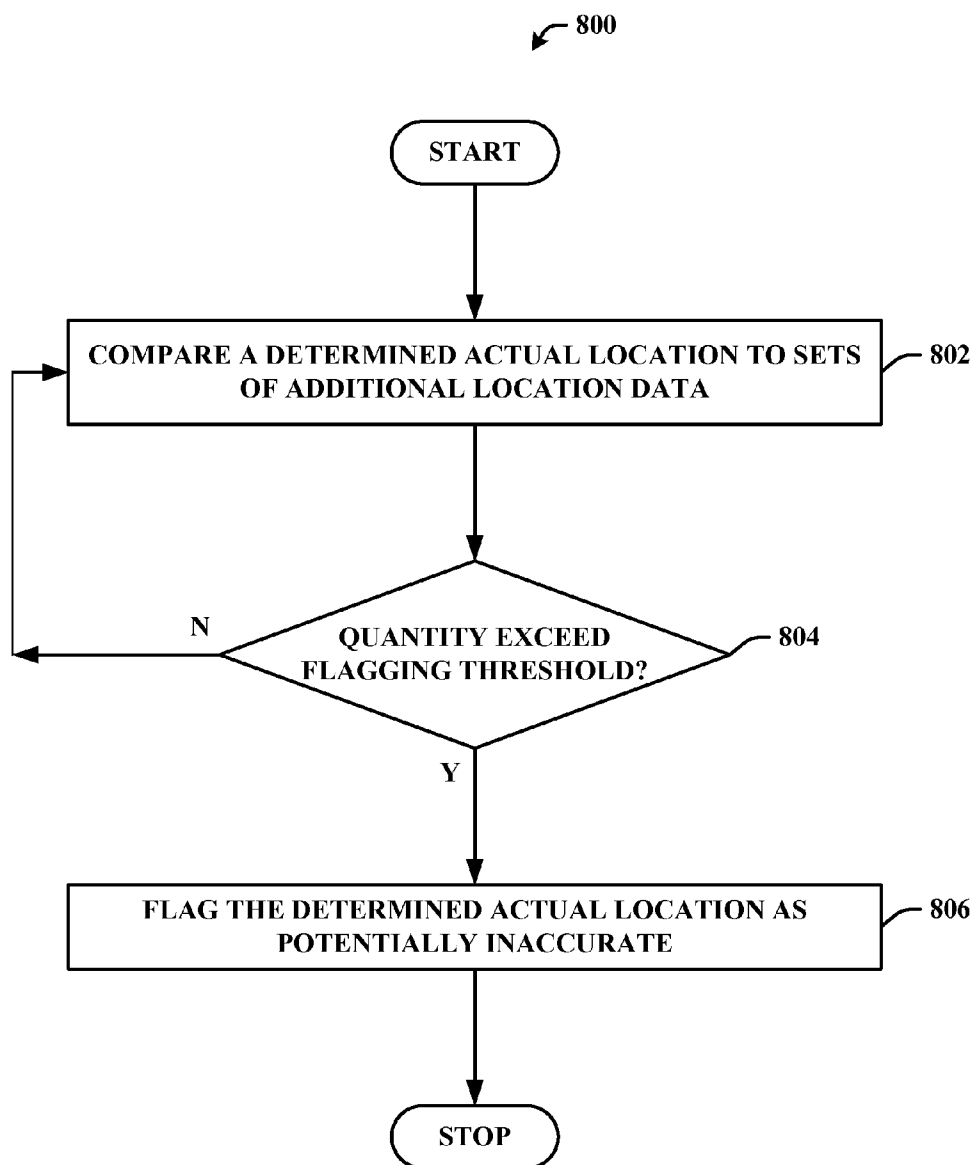 800
START
COMPARE A DETERMINED ACTUAL LOCATION TO SETS
OF ADDITIONAL LOCATION DATA
802
N
QUANTITY EXCEED
FLAGGING THRESHOLD?
804
Y
FLAG THE DETERMINED ACTUAL LOCATION AS
POTENTIALLY INACCURATE
806
STOP